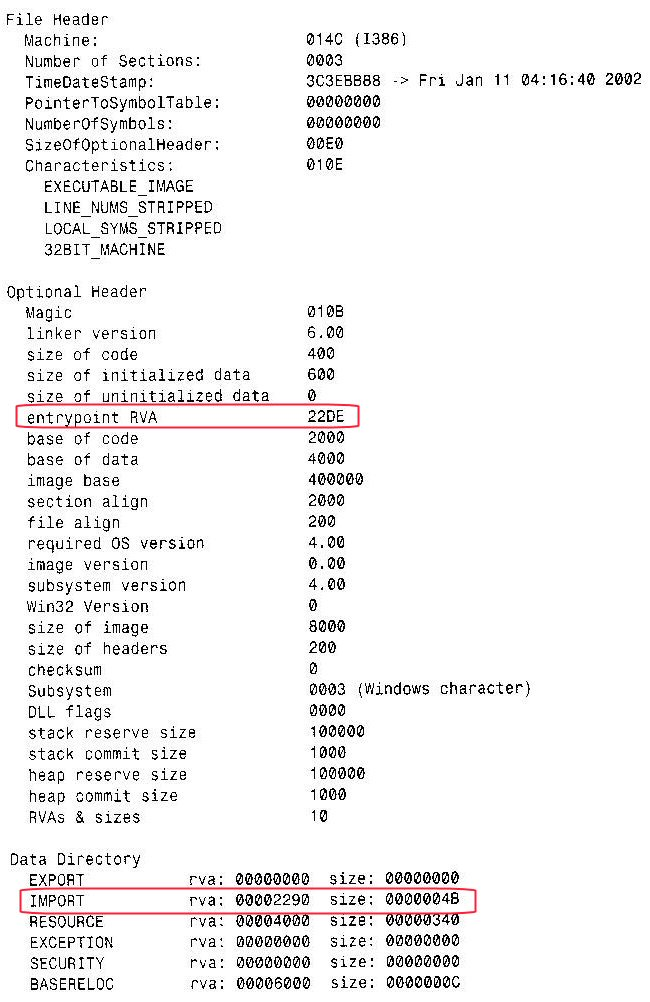 File Header
Machine: 014C (I386)
Number of Sections: 0003
TimeDateStamp: 3C3EBBB8 -> Fri Jan 11 04:16:40 2002
PointerToSymbolTable: 00000000
NumberOfSymbols: 00000000
SizeOfOptionalHeader: 00E0
Characteristics: 010E
EXECUTABLE_IMAGE
LINE_NUMS_STRIPPED
LOCAL_SYMS_STRIPPED
32BIT_MACHINE
Optional Header
Magic 010B
linker version 6.00
size of code 400
size of initialized data 600
size of uninitialized data 0
entrypoint RVA 22DE
base of code 2000
base of data 4000
image base 400000
section align 2000
file align 200
required OS version 4.00
image version 0.00
subsystem version 4.00
Win32 Version 0
size of image 8000
size of headers 200
checksum 0
Subsystem 0003 (Windows character)
DLL flags 0000
stack reserve size 100000
stack commit size 1000
heap reserve size 100000
heap commit size 1000
RVAs & sizes 10
Data Directory
EXPORT rva: 00000000 size: 00000000
IMPORT rva: 00002290 size: 0000004B
RESOURCE rva: 00004000 size: 00000340
EXCEPTION rva: 00000000 size: 00000000
SECURITY rva: 00000000 size: 00000000
BASERELOC rva: 00006000 size: 0000000C